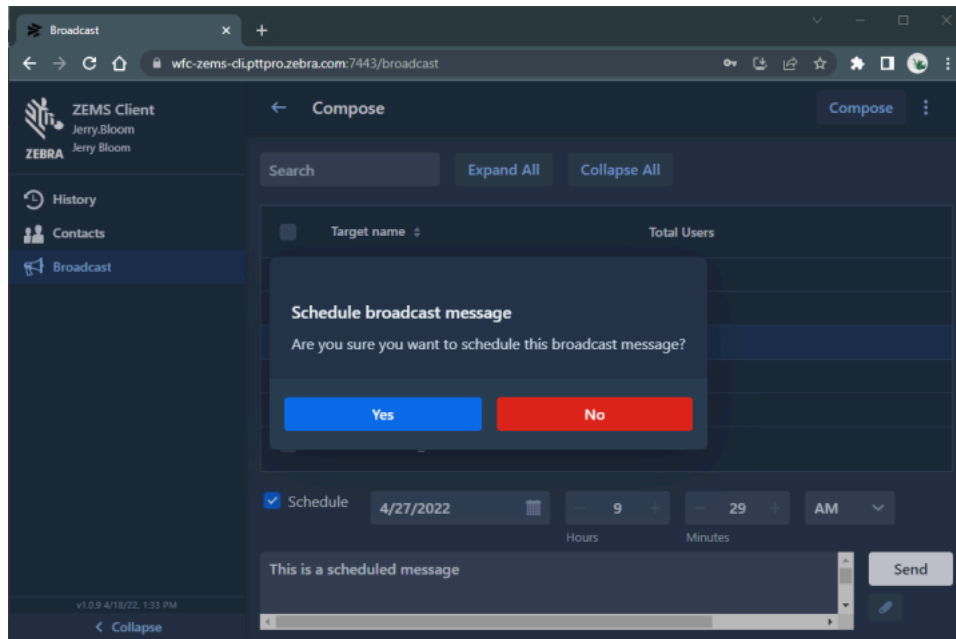 Broadcast
wfc-zems-cli.pttpro.zebra.com:7443/broadcast
ZEMS Client
Jerry.Bloom
Jerry Bloom
ZEBRA
History
Contacts
Broadcast
v1.0.9 4/18/22, 1:33 PM
Collapse
Compose
Compose
Search
Expand All
Collapse All
Target name
Total Users
Schedule broadcast message
Are you sure you want to schedule this broadcast message?
Yes
No
Schedule
4/27/2022
9
29
AM
Hours
Minutes
This is a scheduled message
Send